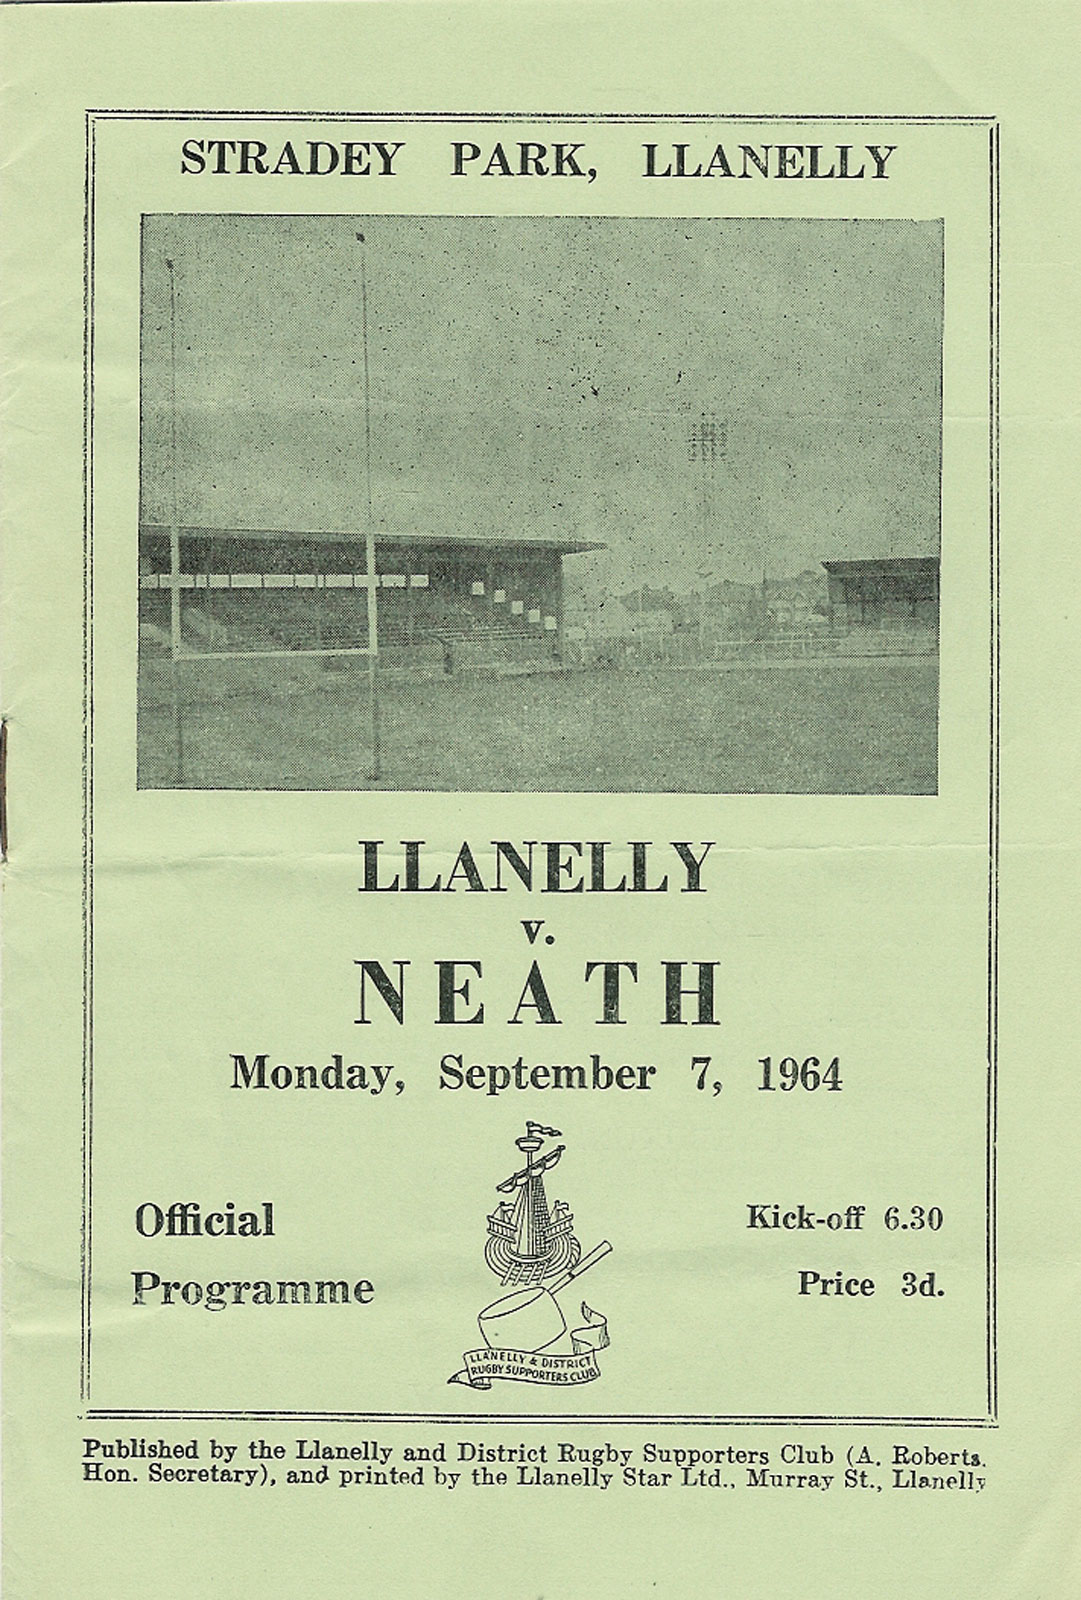 STRADEY PARK, LLANELLY
LLANELLY
v.
NEATH
Monday, September 7, 1964
Official
Programme
Kick-off 6.30
Price 3d.
LLANELLY & DISTRICT
RUGBY SUPPORTERS CLUB
Published by the Llanelly and District Rugby Supporters Club (A. Roberts.
Hon. Secretary), and printed by the Llanelly Star Ltd., Murray St., Llanelly